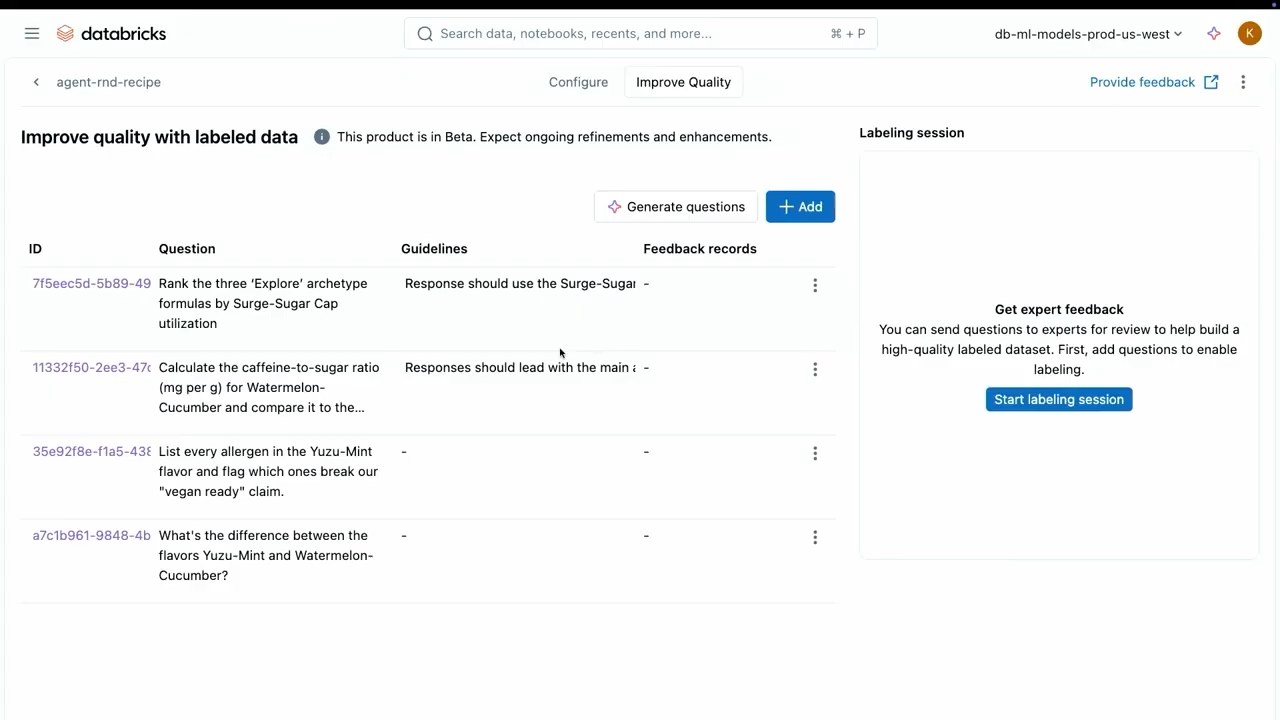 databricks
Search data, notebooks, recents, and more...
⌘ + P
db-ml-models-prod-us-west
K
agent-rnd-recipe
Configure
Improve Quality
Provide feedback
Improve quality with labeled data
This product is in Beta. Expect ongoing refinements and enhancements.
Generate questions
+ Add
ID
Question
Guidelines
Feedback records
7f5eec5d-5b89-49
Rank the three ‘Explore’ archetype
formulas by Surge-Sugar Cap
utilization
Response should use the Surge-Sugar
-
11332f50-2ee3-47
Calculate the caffeine-to-sugar ratio
(mg per g) for Watermelon-
Cucumber and compare it to the...
Responses should lead with the main
-
35e92f8e-f1a5-438
List every allergen in the Yuzu-Mint
flavor and flag which ones break our
"vegan ready" claim.
-
-
a7c1b961-9848-4b
What's the difference between the
flavors Yuzu-Mint and Watermelon-
Cucumber?
-
-
Labeling session
Get expert feedback
You can send questions to experts for review to help build a
high-quality labeled dataset. First, add questions to enable
labeling.
Start labeling session